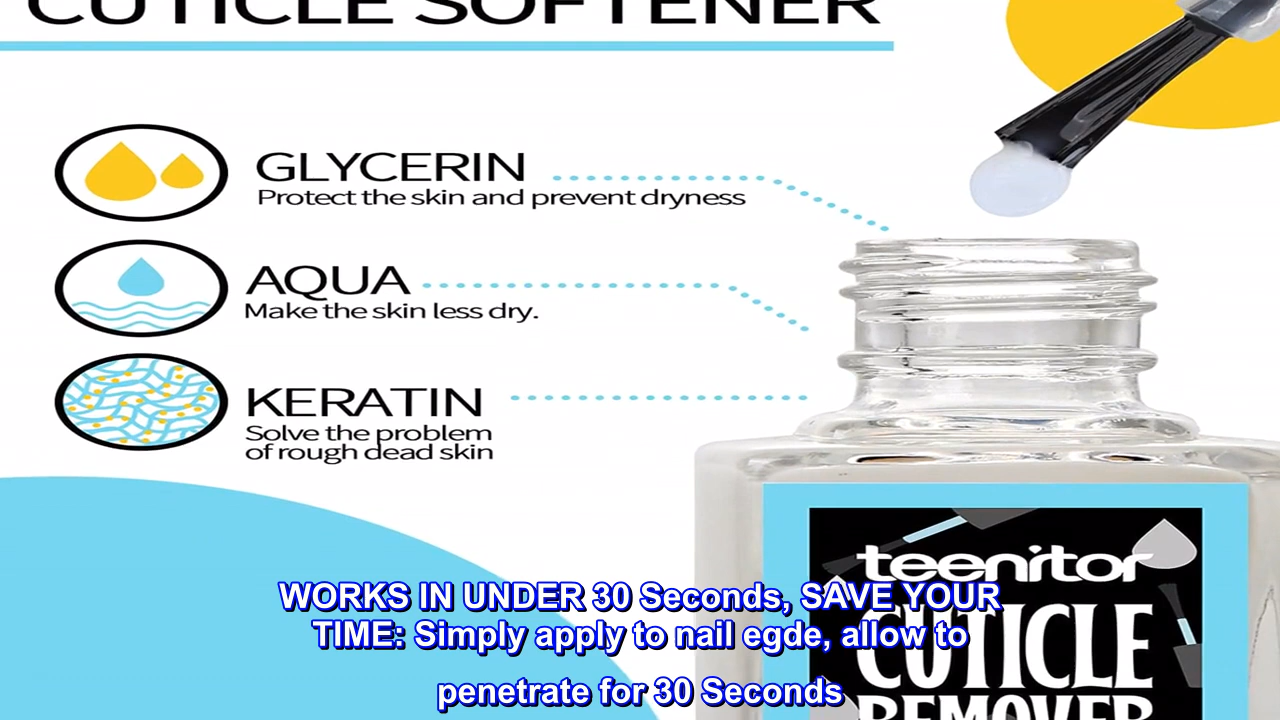 CUTICLE SOFTENER
GLYCERIN
Protect the skin and prevent dryness
AQUA
Make the skin less dry.
KERATIN
Solve the problem
of rough dead skin
teenitor
CUTICLE
REMOVER
WORKS IN UNDER 30 Seconds, SAVE YOUR
TIME: Simply apply to nail egde, allow to
penetrate for 30 Seconds